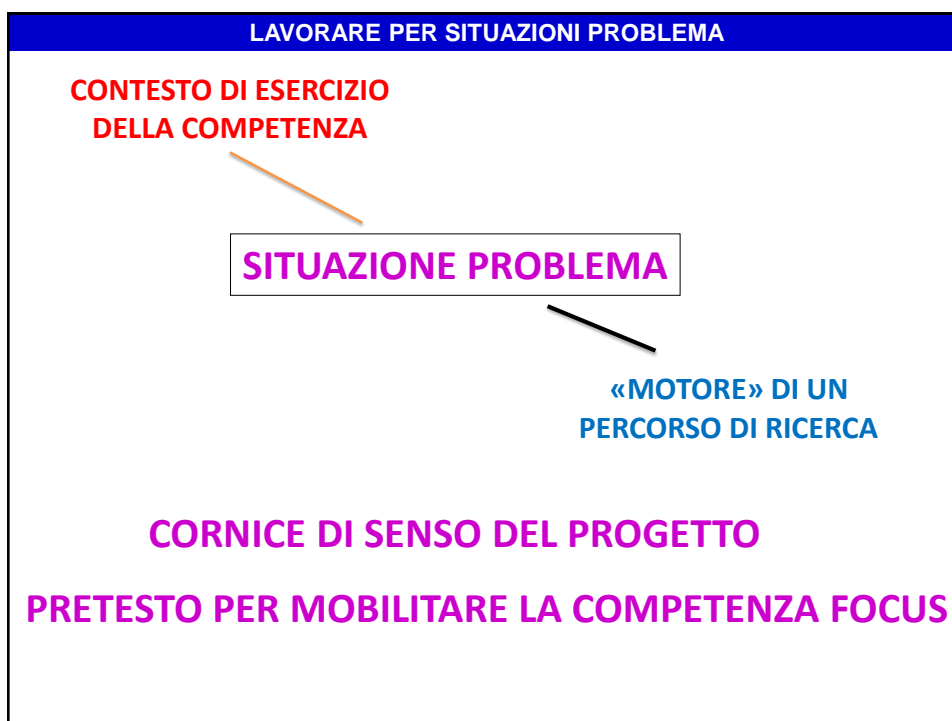 LAVORARE PER SITUAZIONI PROBLEMA
CONTESTO DI ESERCIZIO
DELLA COMPETENZA
SITUAZIONE PROBLEMA
«MOTORE» DI UN
PERCORSO DI RICERCA
CORNICE DI SENSO DEL PROGETTO
PRETESTO PER MOBILITARE LA COMPETENZA FOCUS